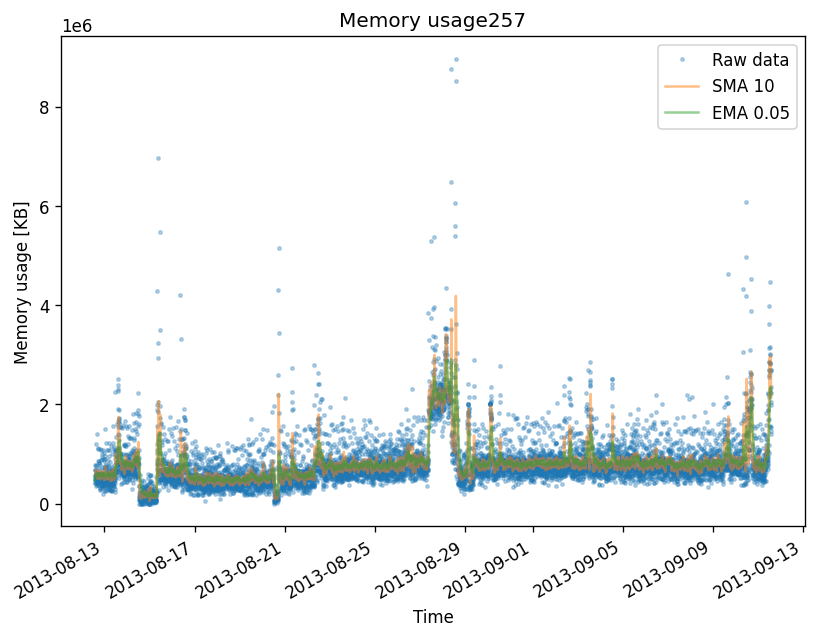 Memory usage257
1e6
Raw data
SMA 10
EMA 0.05
8
6
4
2
0
Memory usage [KB]
2013-08-13
2013-08-17
2013-08-21
2013-08-25
2013-08-29
2013-09-01
2013-09-05
2013-09-09
2013-09-13
Time